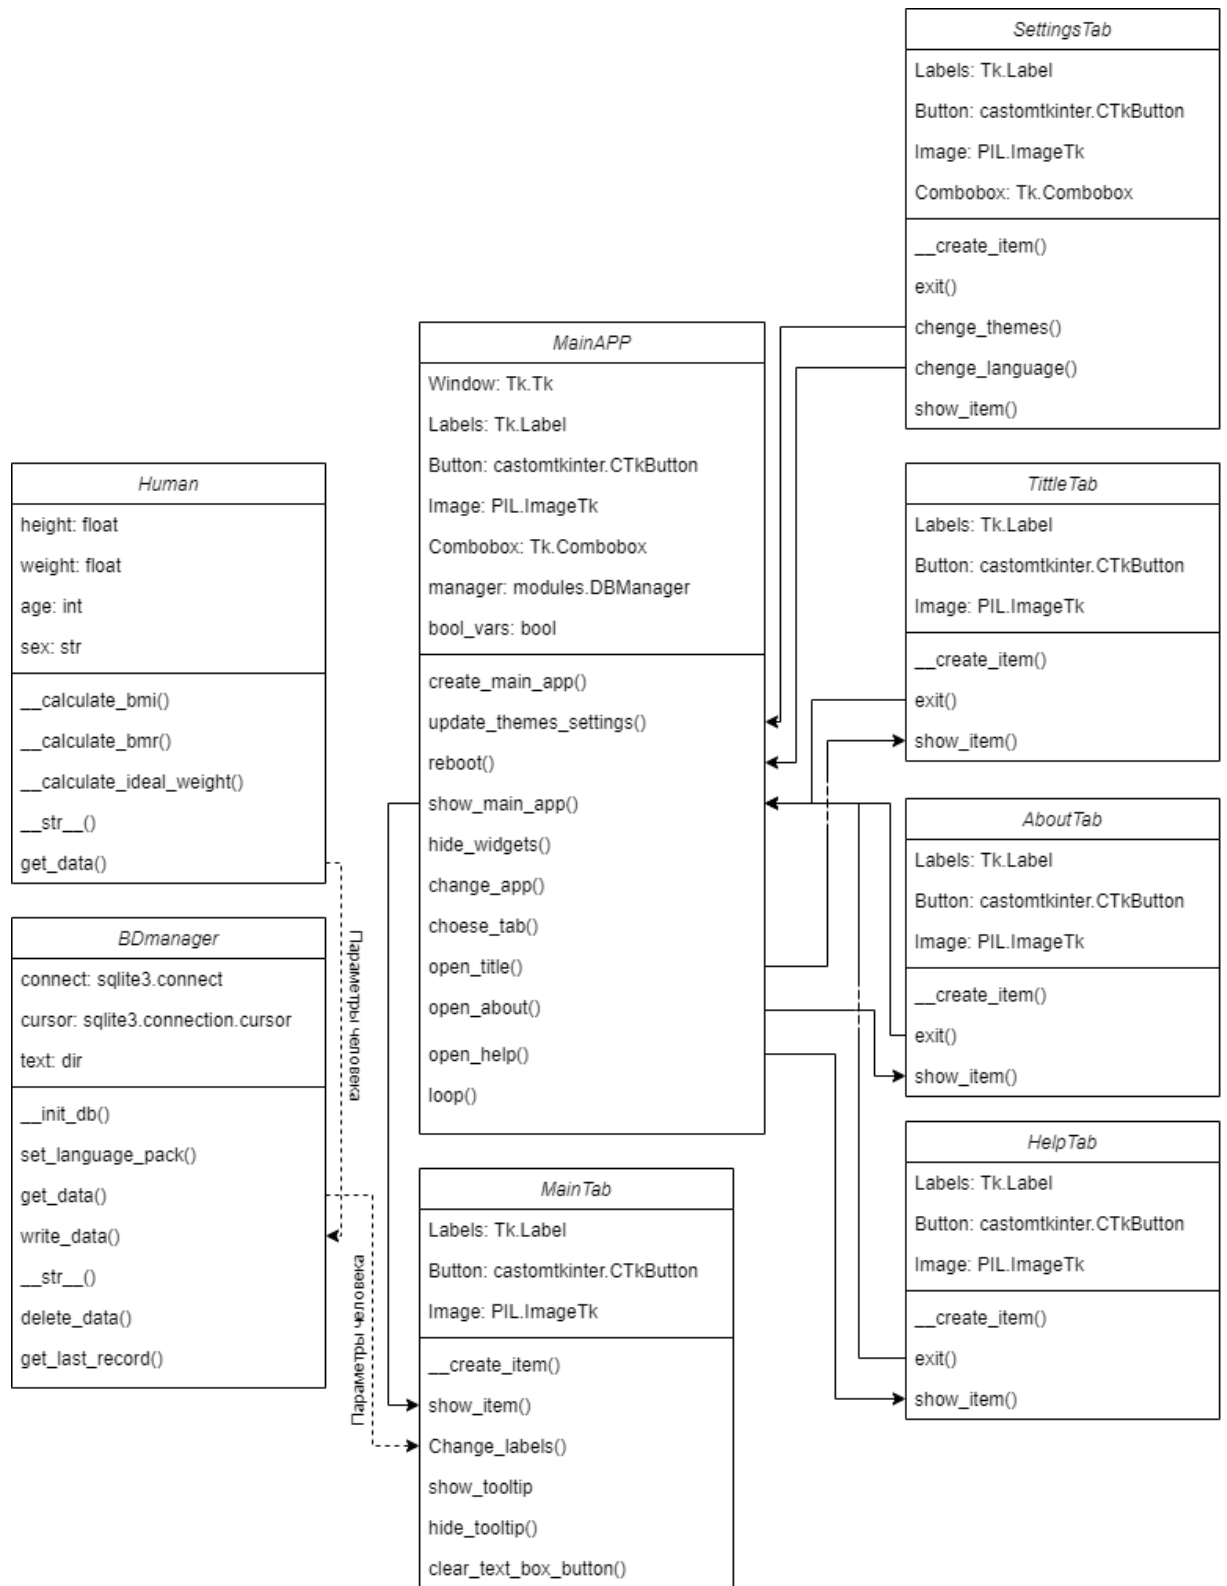 SettingsTab
Labels: Tk.Label
Button: castomtkinter.CTkButton
Image: PIL.ImageTk
Combobox: Tk.Combobox
__create_item()
exit()
chenge_themes()
chenge_language()
show_item()
MainAPP
Window: Tk.Tk
Labels: Tk.Label
Button: castomtkinter.CTkButton
Image: PIL.ImageTk
Combobox: Tk.Combobox
manager: modules.DBManager
bool_vars: bool
create_main_app()
update_themes_settings()
reboot()
show_main_app()
hide_widgets()
change_app()
choese_tab()
open_title()
open_about()
open_help()
loop()
Human
height: float
weight: float
age: int
sex: str
__calculate_bmi()
__calculate_bmr()
__calculate_ideal_weight()
__str__()
get_data()
Параметры человека
TittleTab
Labels: Tk.Label
Button: castomtkinter.CTkButton
Image: PIL.ImageTk
__create_item()
exit()
show_item()
AboutTab
Labels: Tk.Label
Button: castomtkinter.CTkButton
Image: PIL.ImageTk
__create_item()
exit()
show_item()
BDmanager
connect: sqlite3.connect
cursor: sqlite3.connection.cursor
text: dir
__init_db()
set_language_pack()
get_data()
write_data()
__str__()
delete_data()
get_last_record()
Параметры человека
MainTab
Labels: Tk.Label
Button: castomtkinter.CTkButton
Image: PIL.ImageTk
__create_item()
show_item()
Change_labels()
show_tooltip
hide_tooltip()
clear_text_box_button()
HelpTab
Labels: Tk.Label
Button: castomtkinter.CTkButton
Image: PIL.ImageTk
__create_item()
exit()
show_item()